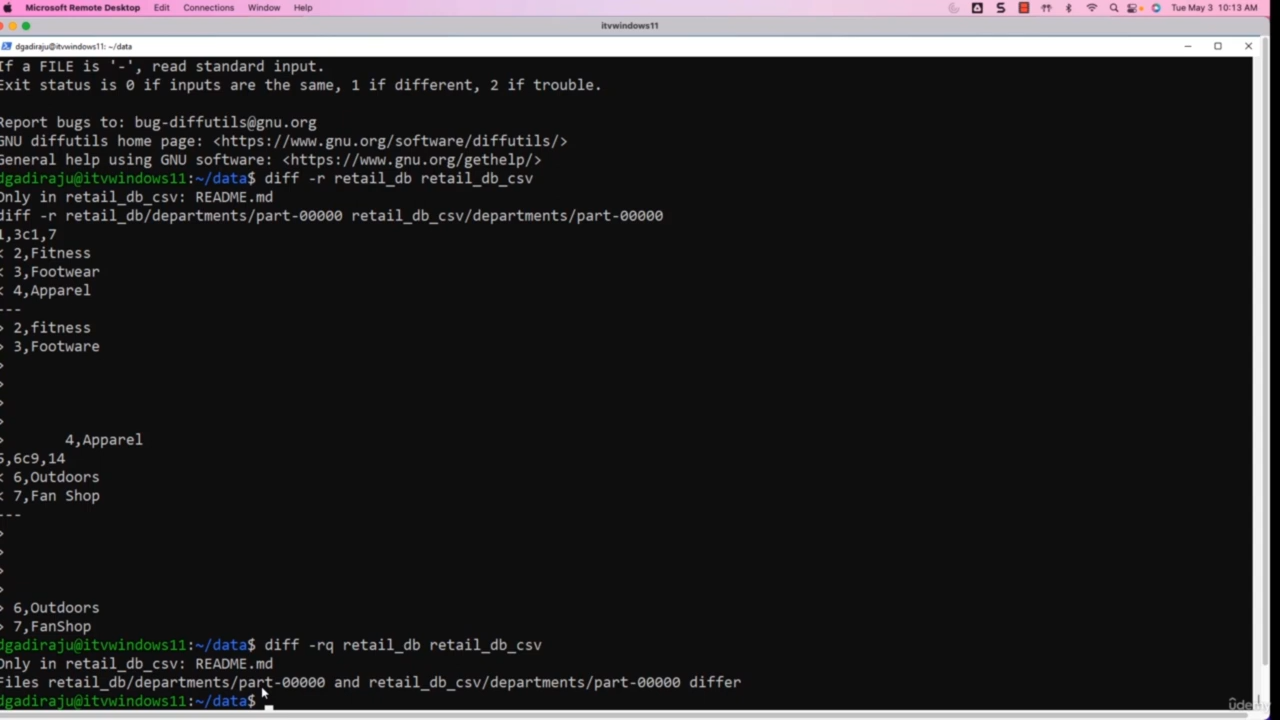 Microsoft Remote Desktop Edit Connections Window Help Tue May 3 10:13 AM
itvwindows11
dgadiraju@itvwindows11: ~/data
If a FILE is '-', read standard input.
Exit status is 0 if inputs are the same, 1 if different, 2 if trouble.
Report bugs to: bug-diffutils@gnu.org
GNU diffutils home page: <https://www.gnu.org/software/diffutils/>
General help using GNU software: <https://www.gnu.org/gethelp/>
dgadiraju@itvwindows11:~/data$ diff -r retail_db retail_db_csv
Only in retail_db_csv: README.md
diff -r retail_db/departments/part-00000 retail_db_csv/departments/part-00000
1,3c1,7
< 2,Fitness
< 3,Footwear
< 4,Apparel
---
> 2,fitness
> 3,Footware
>
>
>
>
> 4,Apparel
5,6c9,14
< 6,Outdoors
< 7,Fan Shop
---
>
>
>
>
> 6,Outdoors
> 7,FanShop
dgadiraju@itvwindows11:~/data$ diff -rq retail_db retail_db_csv
Only in retail_db_csv: README.md
Files retail_db/departments/part-00000 and retail_db_csv/departments/part-00000 differ
dgadiraju@itvwindows11:~/data$
ûdemy